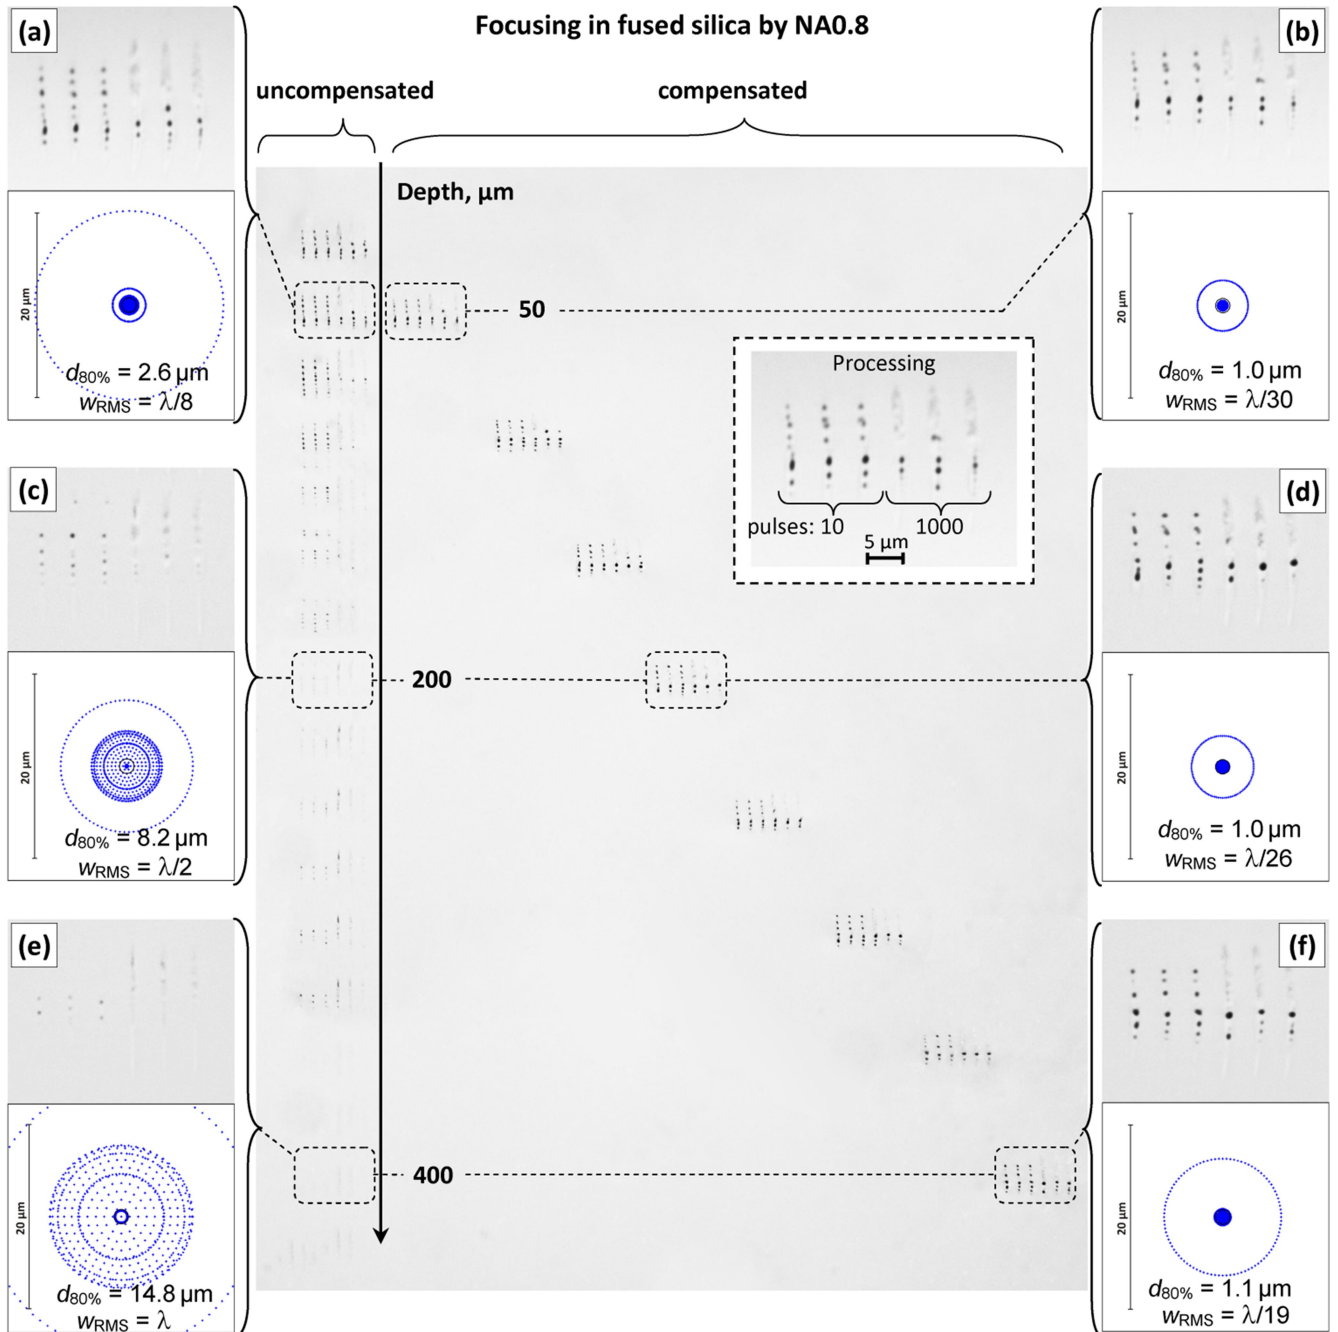 Focusing in fused silica by NA0.8
uncompensated
compensated
Depth, µm
50
200
400
Processing
pulses: 10
1000
5 µm
(a)
20 µm
d80% = 2.6 µm
wRMS = λ/8
(b)
20 µm
d80% = 1.0 µm
wRMS = λ/30
(c)
20 µm
d80% = 8.2 µm
wRMS = λ/2
(d)
20 µm
d80% = 1.0 µm
wRMS = λ/26
(e)
20 µm
d80% = 14.8 µm
wRMS = λ
(f)
20 µm
d80% = 1.1 µm
wRMS = λ/19